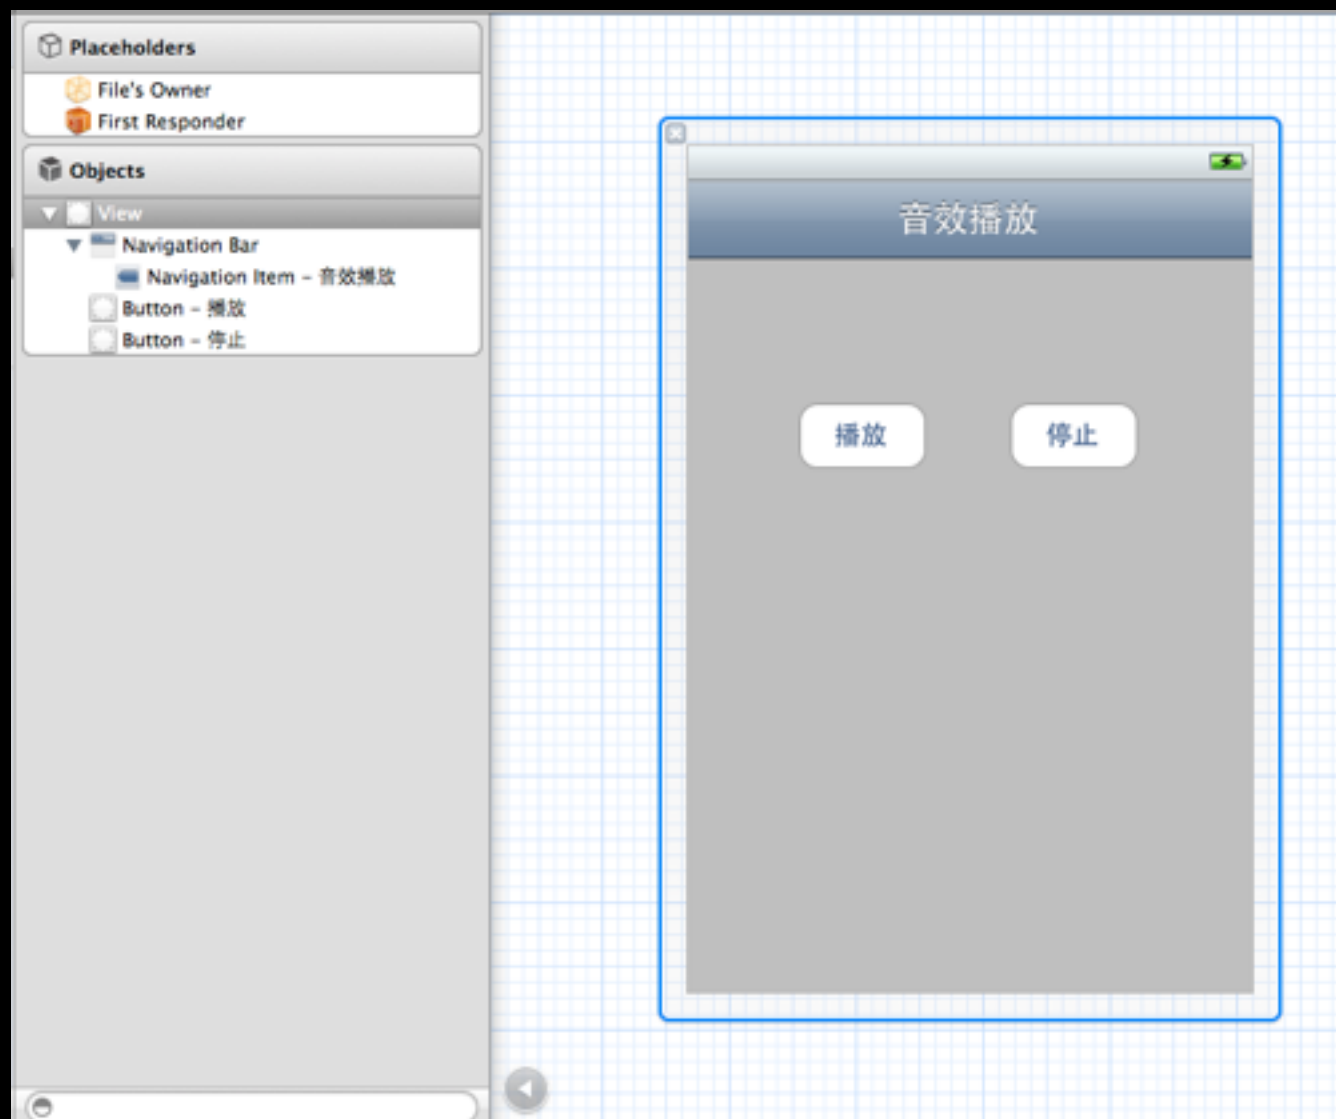 Placeholders
File's Owner
First Responder
Objects
View
Navigation Bar
Navigation Item – 音效播放
Button – 播放
Button – 停止
音效播放
播放
停止